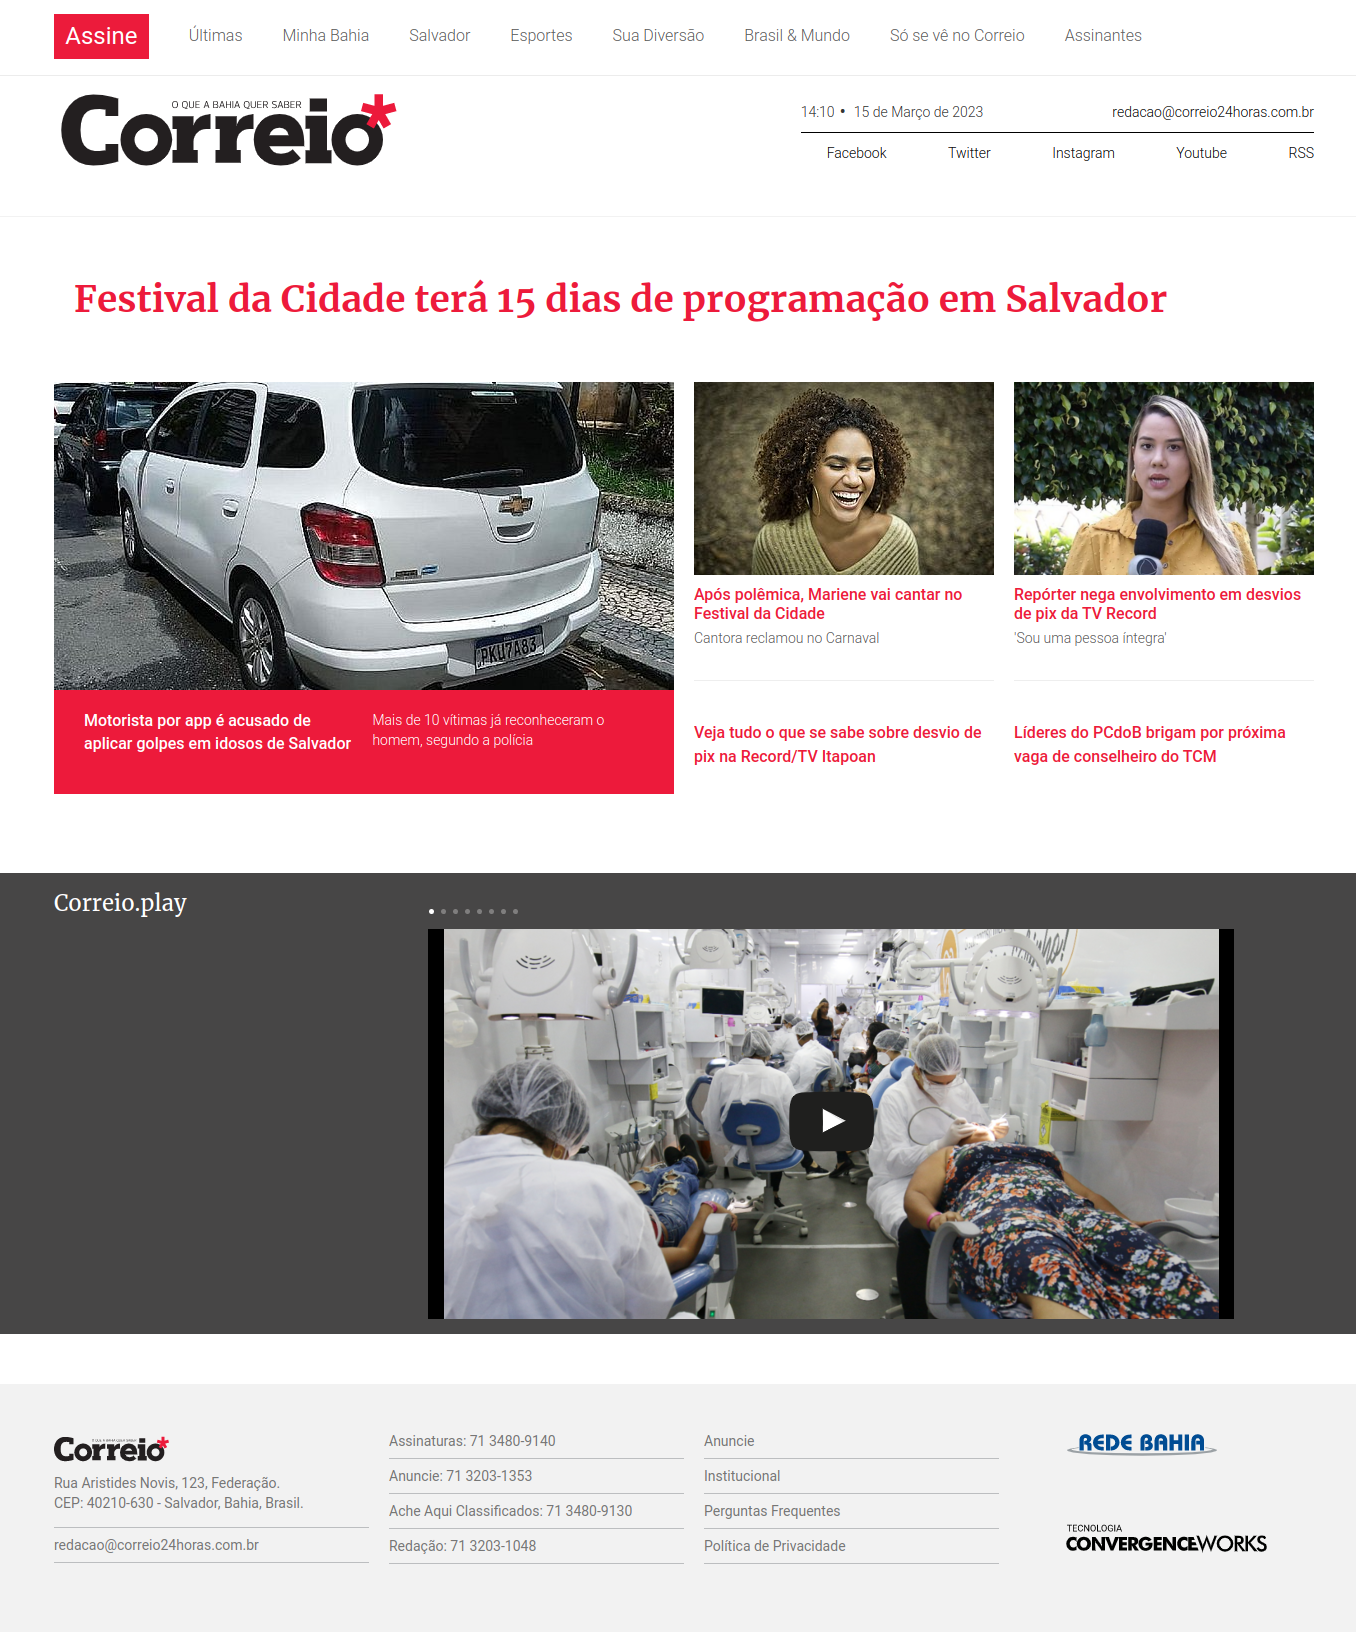 Assine
Últimas
Minha Bahia
Salvador
Esportes
Sua Diversão
Brasil & Mundo
Só se vê no Correio
Assinantes
O QUE A BAHIA QUER SABER
Correio*
14:10 • 15 de Março de 2023
redacao@correio24horas.com.br
Facebook
Twitter
Instagram
Youtube
RSS
Festival da Cidade terá 15 dias de programação em Salvador
PKU7A83
Motorista por app é acusado de
aplicar golpes em idosos de Salvador
Mais de 10 vítimas já reconheceram o
homem, segundo a polícia
Após polêmica, Mariene vai cantar no
Festival da Cidade
Cantora reclamou no Carnaval
Repórter nega envolvimento em desvios
de pix da TV Record
'Sou uma pessoa íntegra'
Veja tudo o que se sabe sobre desvio de
pix na Record/TV Itapoan
Líderes do PCdoB brigam por próxima
vaga de conselheiro do TCM
Correio.play
Correio*
Rua Aristides Novis, 123, Federação.
CEP: 40210-630 - Salvador, Bahia, Brasil.
redacao@correio24horas.com.br
Assinaturas: 71 3480-9140
Anuncie: 71 3203-1353
Ache Aqui Classificados: 71 3480-9130
Redação: 71 3203-1048
Anuncie
Institucional
Perguntas Frequentes
Política de Privacidade
REDE BAHIA
TECNOLOGIA
CONVERGENCEWORKS